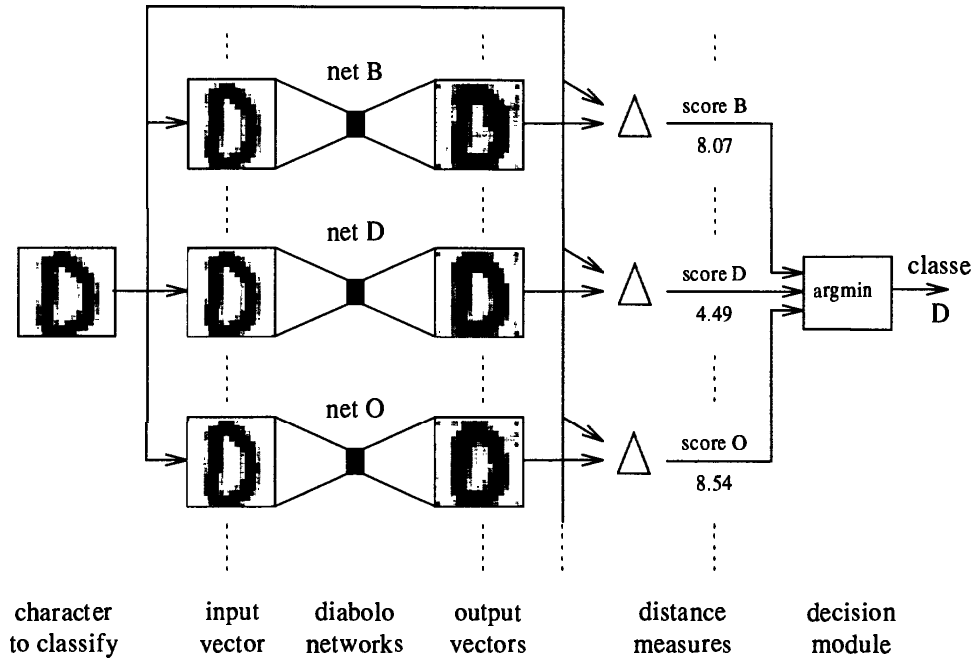 net B
score B
8.07
net D
score D
4.49
argmin
classe
D
net O
score O
8.54
character
to classify
input
vector
diabolo
networks
output
vectors
distance
measures
decision
module